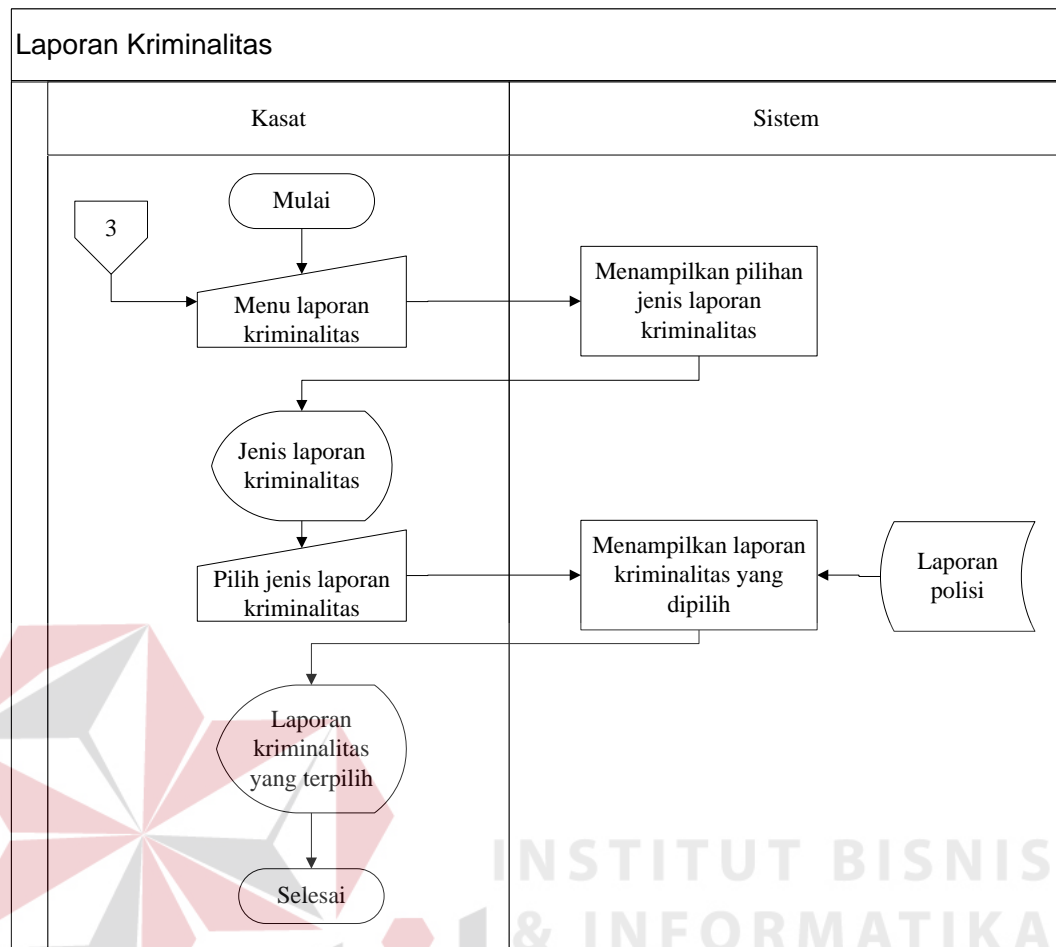 Laporan Kriminalitas
Kasat
Sistem
Mulai
3
Menu laporan
kriminalitas
Menampilkan pilihan
jenis laporan
kriminalitas
Jenis laporan
kriminalitas
Pilih jenis laporan
kriminalitas
Menampilkan laporan
kriminalitas yang
dipilih
Laporan
polisi
Laporan
kriminalitas
yang terpilih
Selesai
INSTITUT BISNIS
& INFORMATIKA